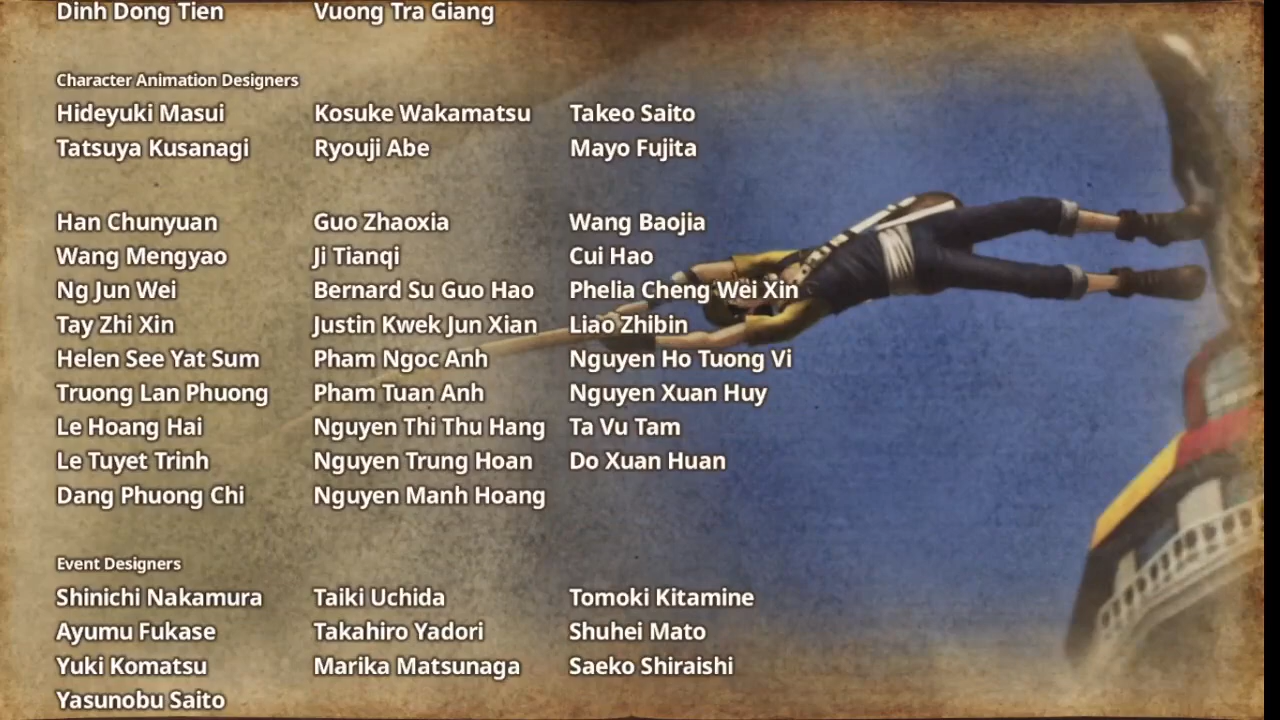 Dinh Dong Tien Vuong Tra Giang
Character Animation Designers
Hideyuki Masui Kosuke Wakamatsu Takeo Saito
Tatsuya Kusanagi Ryouji Abe Mayo Fujita
Han Chunyuan Guo Zhaoxia Wang Baojia
Wang Mengyao Ji Tianqi Cui Hao
Ng Jun Wei Bernard Su Guo Hao Phelia Cheng Wei Xin
Tay Zhi Xin Justin Kwek Jun Xian Liao Zhibin
Helen See Yat Sum Pham Ngoc Anh Nguyen Ho Tuong Vi
Truong Lan Phuong Pham Tuan Anh Nguyen Xuan Huy
Le Hoang Hai Nguyen Thi Thu Hang Ta Vu Tam
Le Tuyet Trinh Nguyen Trung Hoan Do Xuan Huan
Dang Phuong Chi Nguyen Manh Hoang
Event Designers
Shinichi Nakamura Taiki Uchida Tomoki Kitamine
Ayumu Fukase Takahiro Yadori Shuhei Mato
Yuki Komatsu Marika Matsunaga Saeko Shiraishi
Yasunobu Saito